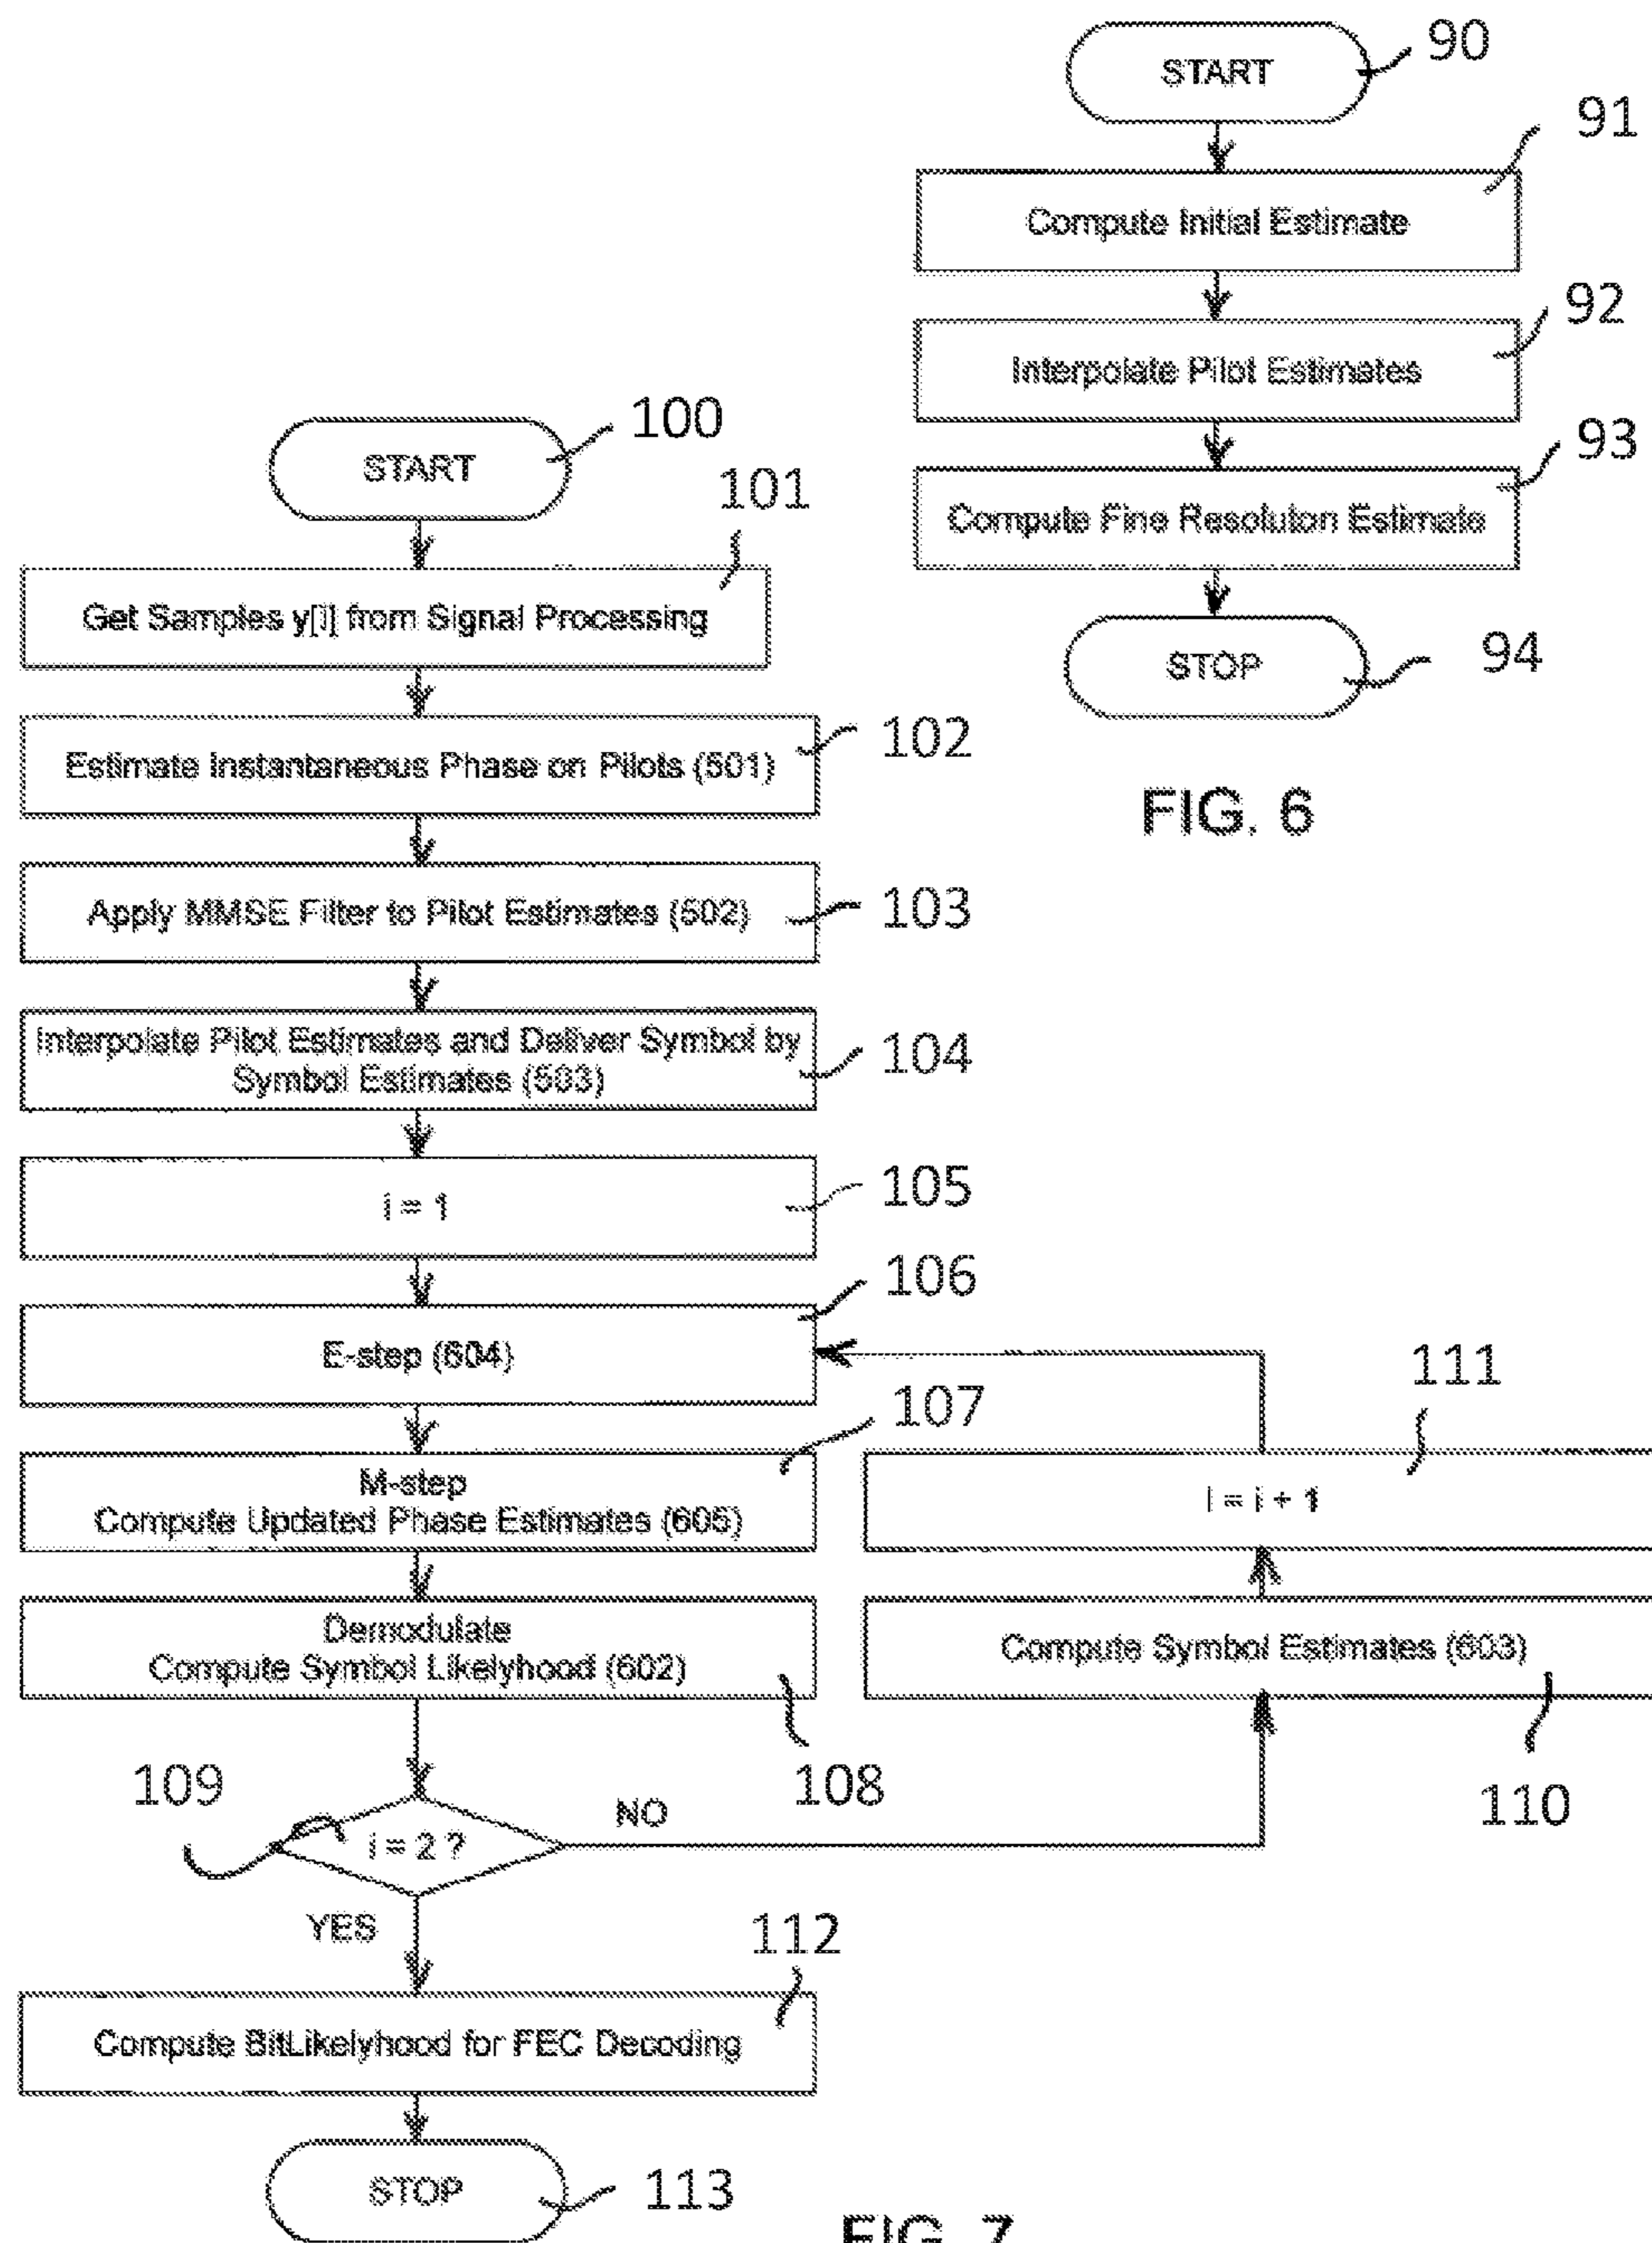 START
90
91
Compute Initial Estimate
92
Interpolate Pilot Estimates
93
Compute Fine Resoluton Estimate
STOP
94
FIG. 6
START
100
101
Get Samples y[i] from Signal Processing
Estimate Instantaneous Phase on Pilots (501)
102
Apply MMSE Filter to Pilot Estimates (502)
103
Interpolate Pilot Estimates and Deliver Symbol by
Symbol Estimates (503)
104
i = 1
105
106
E-step (604)
107
M-step
Compute Updated Phase Estimates (605)
111
i = i + 1
Demodulate
Compute Symbol Likelyhood (602)
108
Compute Symbol Estimates (603)
110
109
i = 2 ?
NO
YES
112
Compute BitLikelyhood for FEC Decoding
STOP
113
FIG. 7